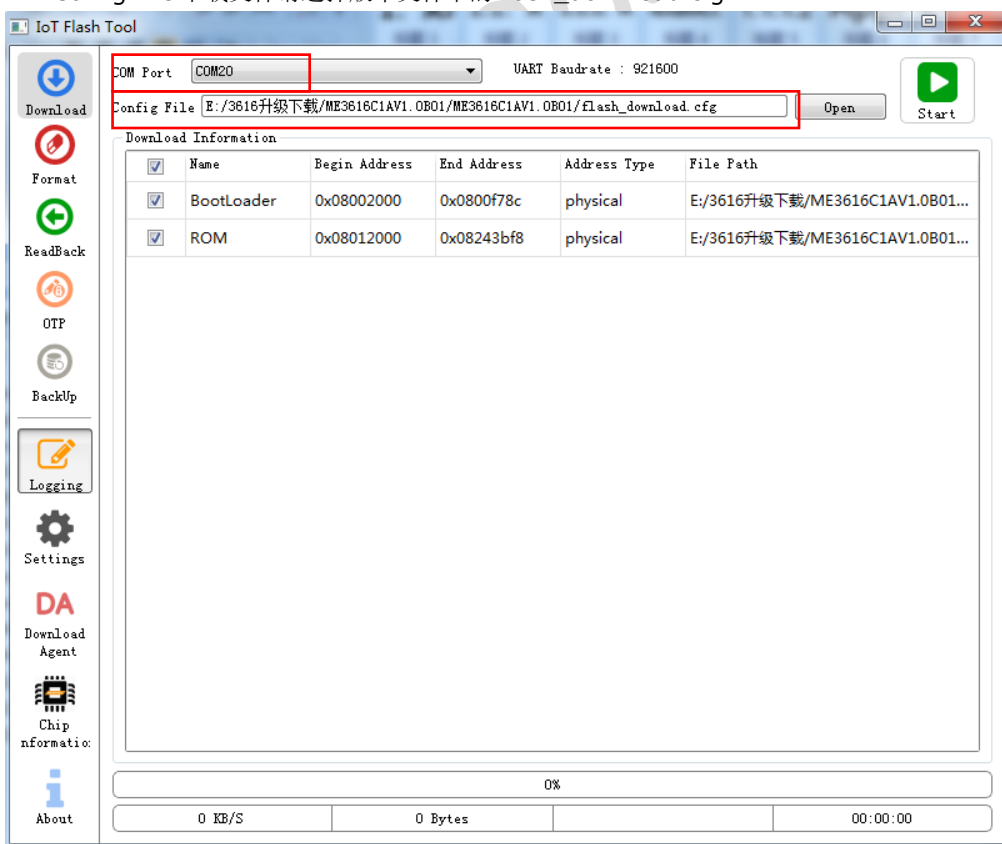 IoT Flash Tool
Download
Format
ReadBack
OTP
BackUp
Logging
Settings
DA
Download
Agent
Chip
nformatio:
About
COM Port COM20 UART Baudrate : 921600
Config File E:/3616升级下载/ME3616C1AV1.0B01/ME3616C1AV1.0B01/flash_download.cfg Open Start
Download Information
Name Begin Address End Address Address Type File Path
BootLoader 0x08002000 0x0800f78c physical E:/3616升级下载/ME3616C1AV1.0B01...
ROM 0x08012000 0x08243bf8 physical E:/3616升级下载/ME3616C1AV1.0B01...
0%
0 KB/S 0 Bytes 00:00:00